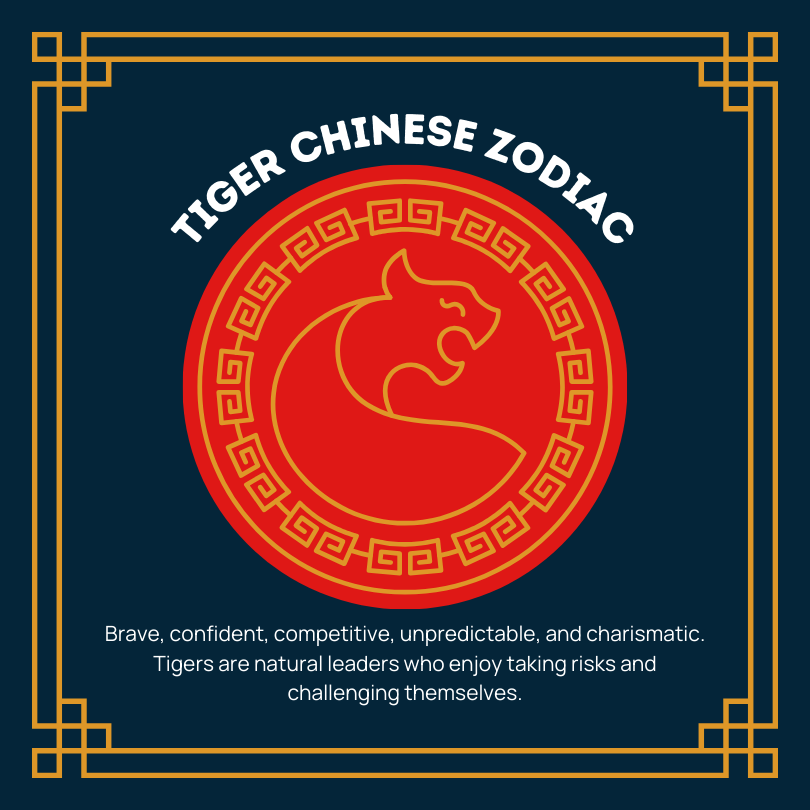 TIGER CHINESE ZODIAC
Brave, confident, competitive, unpredictable, and charismatic.
Tigers are natural leaders who enjoy taking risks and
challenging themselves.